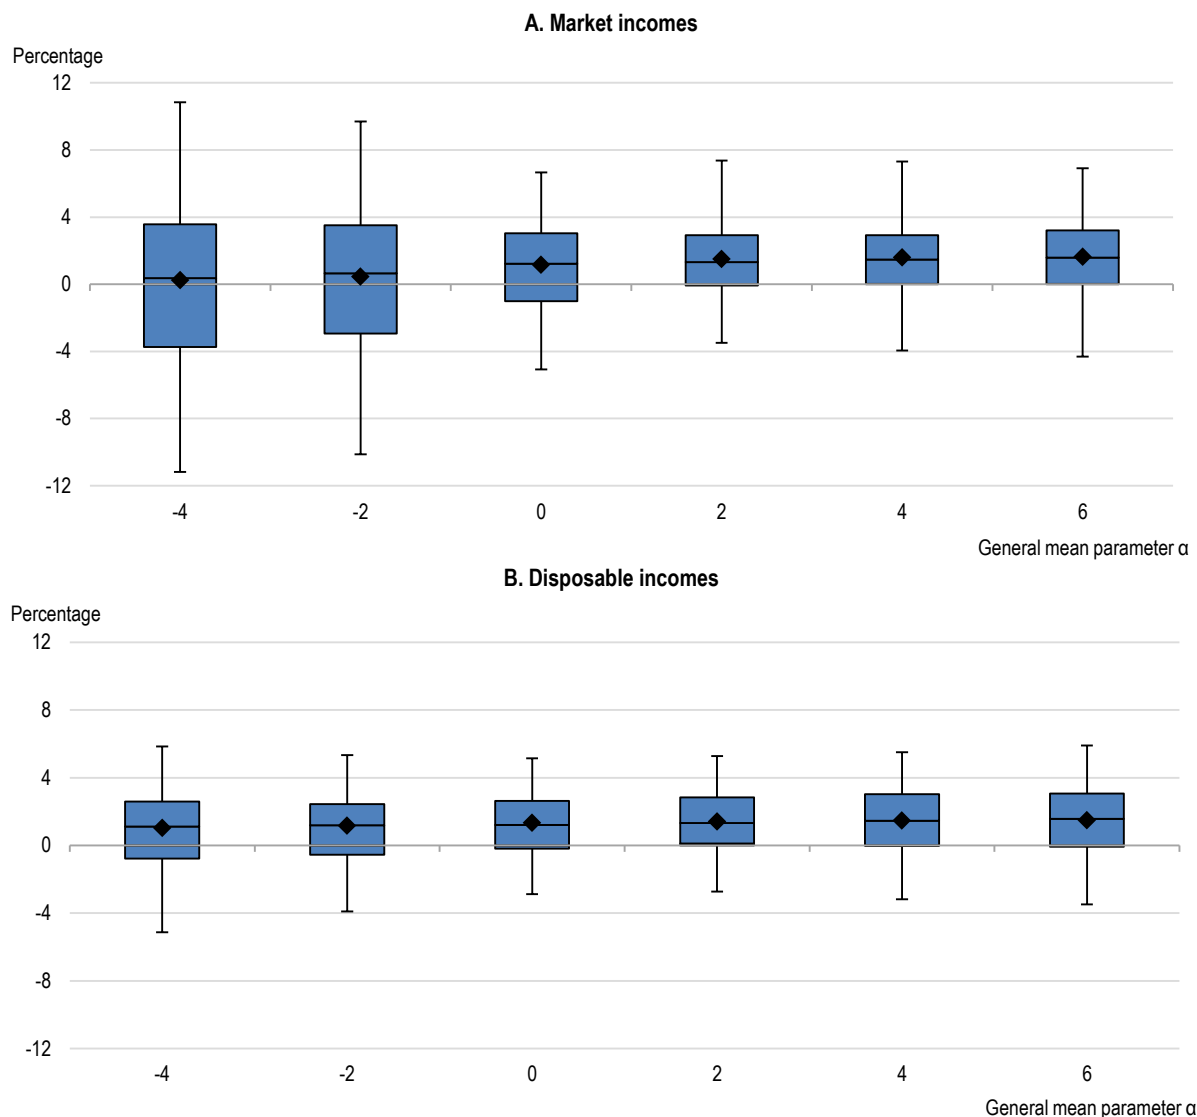 A. Market incomes
Percentage
12
8
4
0
-4
-8
-12
-4 -2 0 2 4 6
General mean parameter α
B. Disposable incomes
Percentage
12
8
4
0
-4
-8
-12
-4 -2 0 2 4 6
General mean parameter α